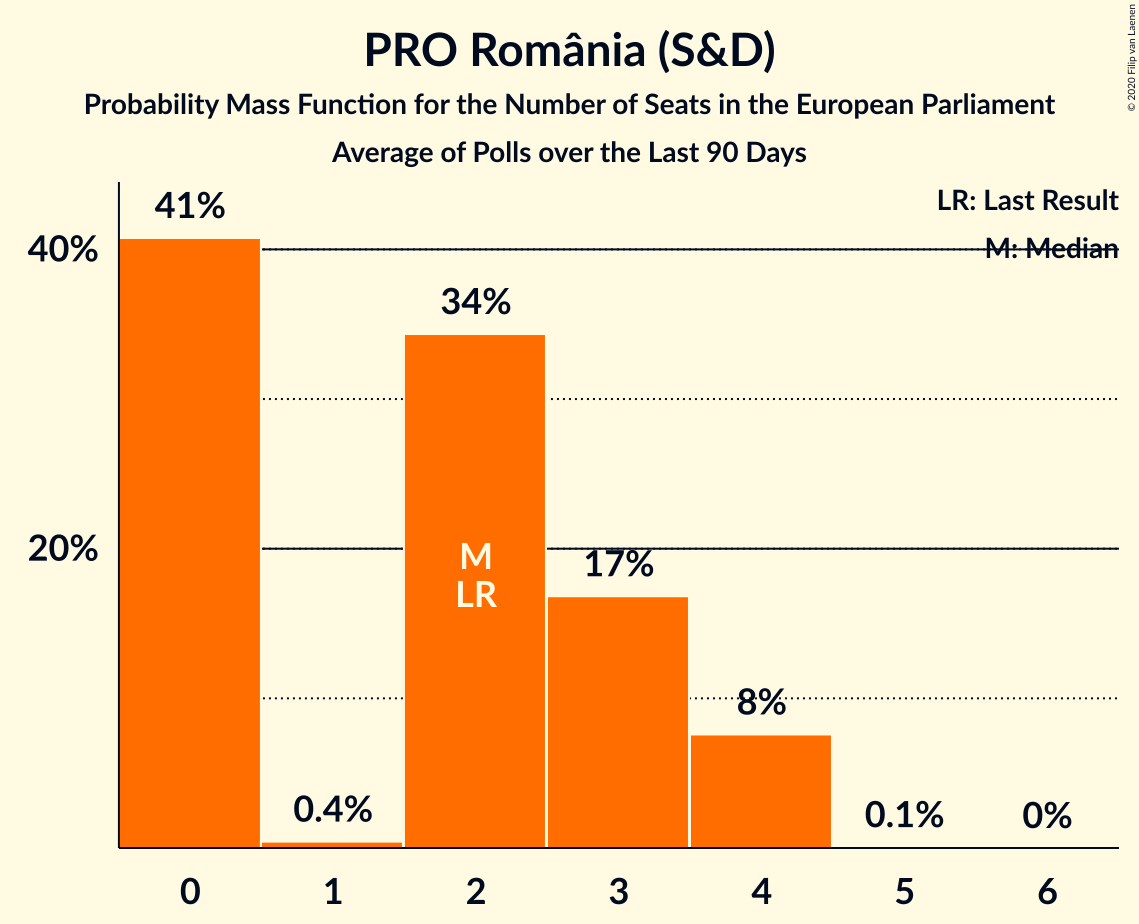 PRO România (S&D)
Probability Mass Function for the Number of Seats in the European Parliament
Average of Polls over the Last 90 Days
© 2020 Filip van Laenen
LR: Last Result
M: Median
41%
40%
34%
20%
M
LR
17%
8%
0.4%
0.1%
0%
0 1 2 3 4 5 6